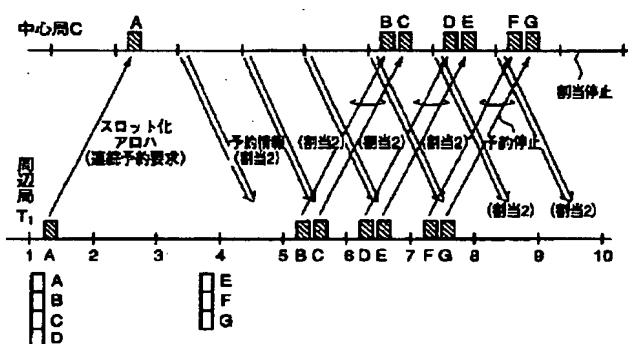 中心局C
A
B C
D E
F G
割当停止
スロット化
アロハ
(連続予約要求)
予約情報
(割当2)
(割当2)
(割当2)
(割当2)
予約停止
(割当2)
(割当2)
周辺局
T1
1 A 2 3 4 5 B C 6 D E 7 F G 8 9 10
A
B
C
D
E
F
G